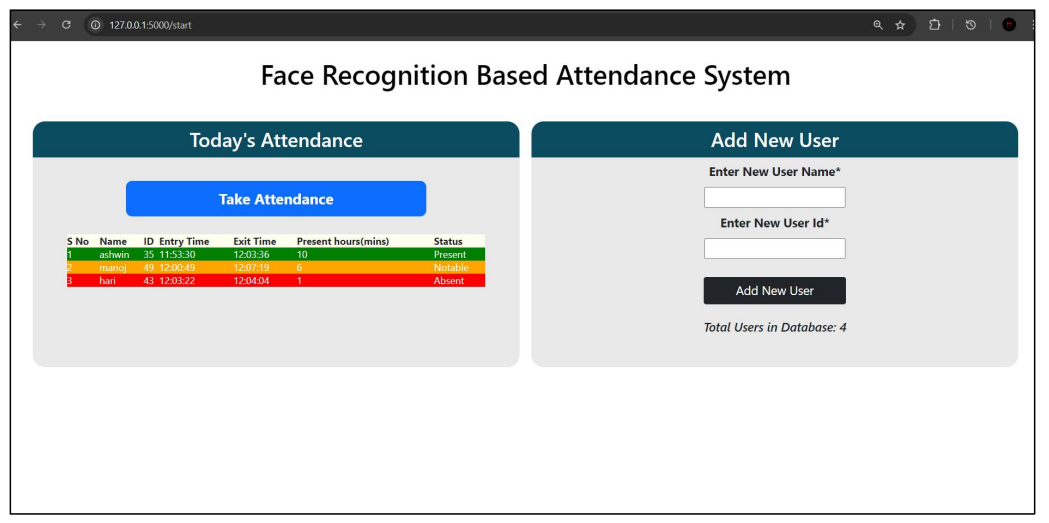 127.0.0.1:5000/start
Face Recognition Based Attendance System
Today's Attendance
Take Attendance
S No Name ID Entry Time Exit Time Present hours(mins) Status
1 ashwin 35 11:53:30 12:03:36 10 Present
2 manoj 49 12:00:49 12:07:19 6 Notable
3 hari 43 12:03:22 12:04:04 1 Absent
Add New User
Enter New User Name*
Enter New User Id*
Add New User
Total Users in Database: 4